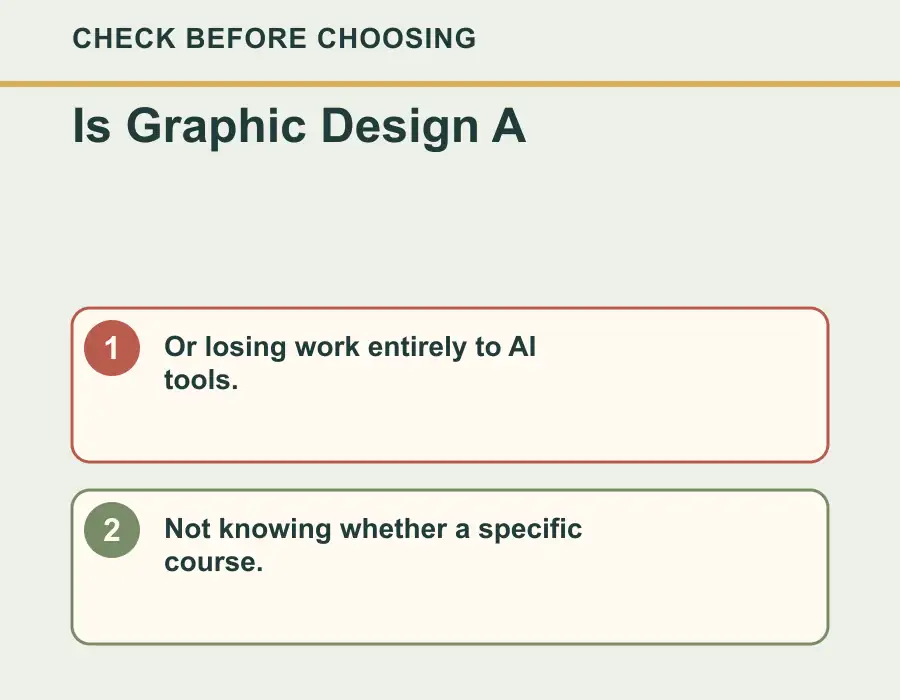 CHECK BEFORE CHOOSING
Is Graphic Design A
1
Or losing work entirely to AI
tools.
2
Not knowing whether a specific
course.